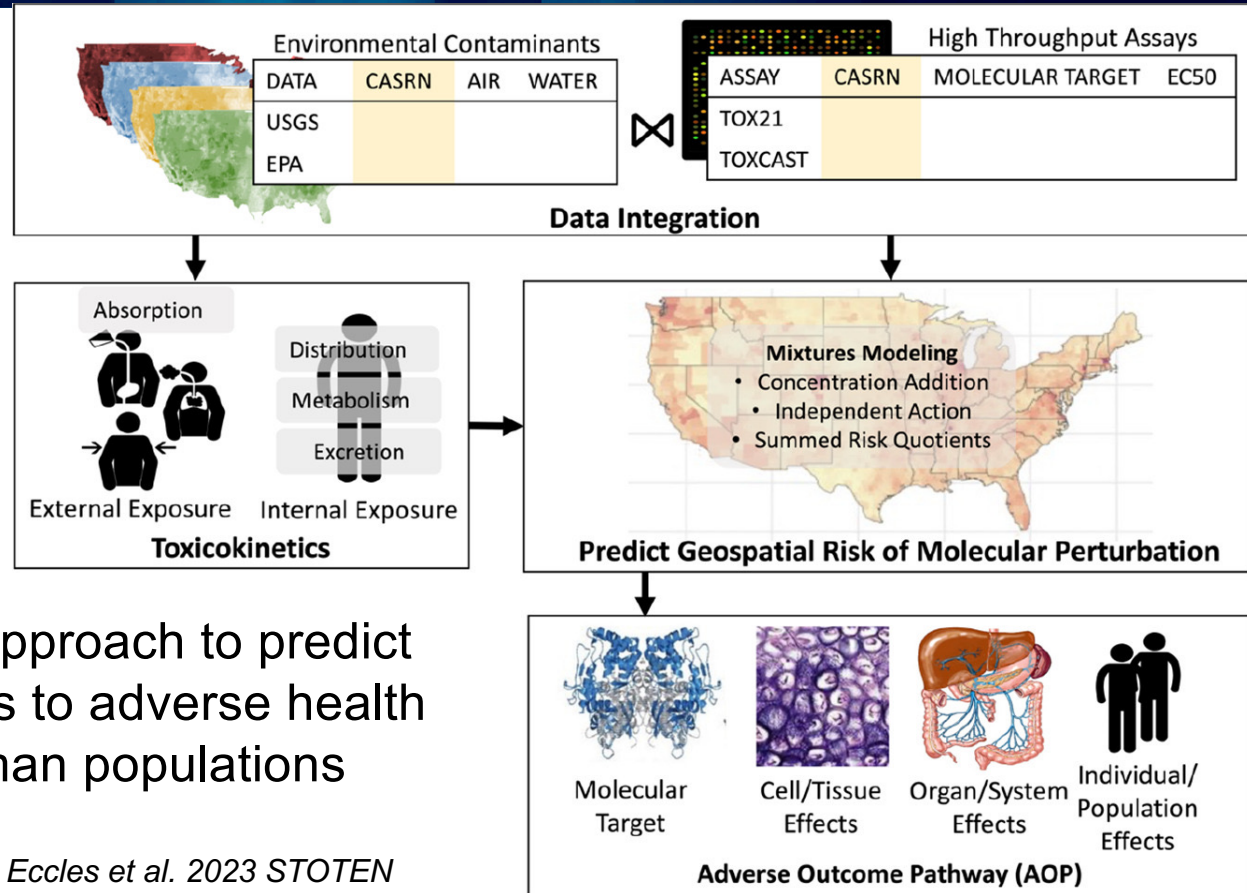 Environmental Contaminants
DATA CASRN AIR WATER
USGS
EPA
High Throughput Assays
ASSAY CASRN MOLECULAR TARGET EC50
TOX21
TOXCAST
Data Integration
Absorption
External Exposure
Distribution
Metabolism
Excretion
Internal Exposure
Toxicokinetics
Mixtures Modeling
• Concentration Addition
• Independent Action
• Summed Risk Quotients
Predict Geospatial Risk of Molecular Perturbation
pproach to predict
s to adverse health
nan populations
Eccles et al. 2023 STOTEN
Molecular
Target
Cell/Tissue
Effects
Organ/System
Effects
Individual/
Population
Effects
Adverse Outcome Pathway (AOP)